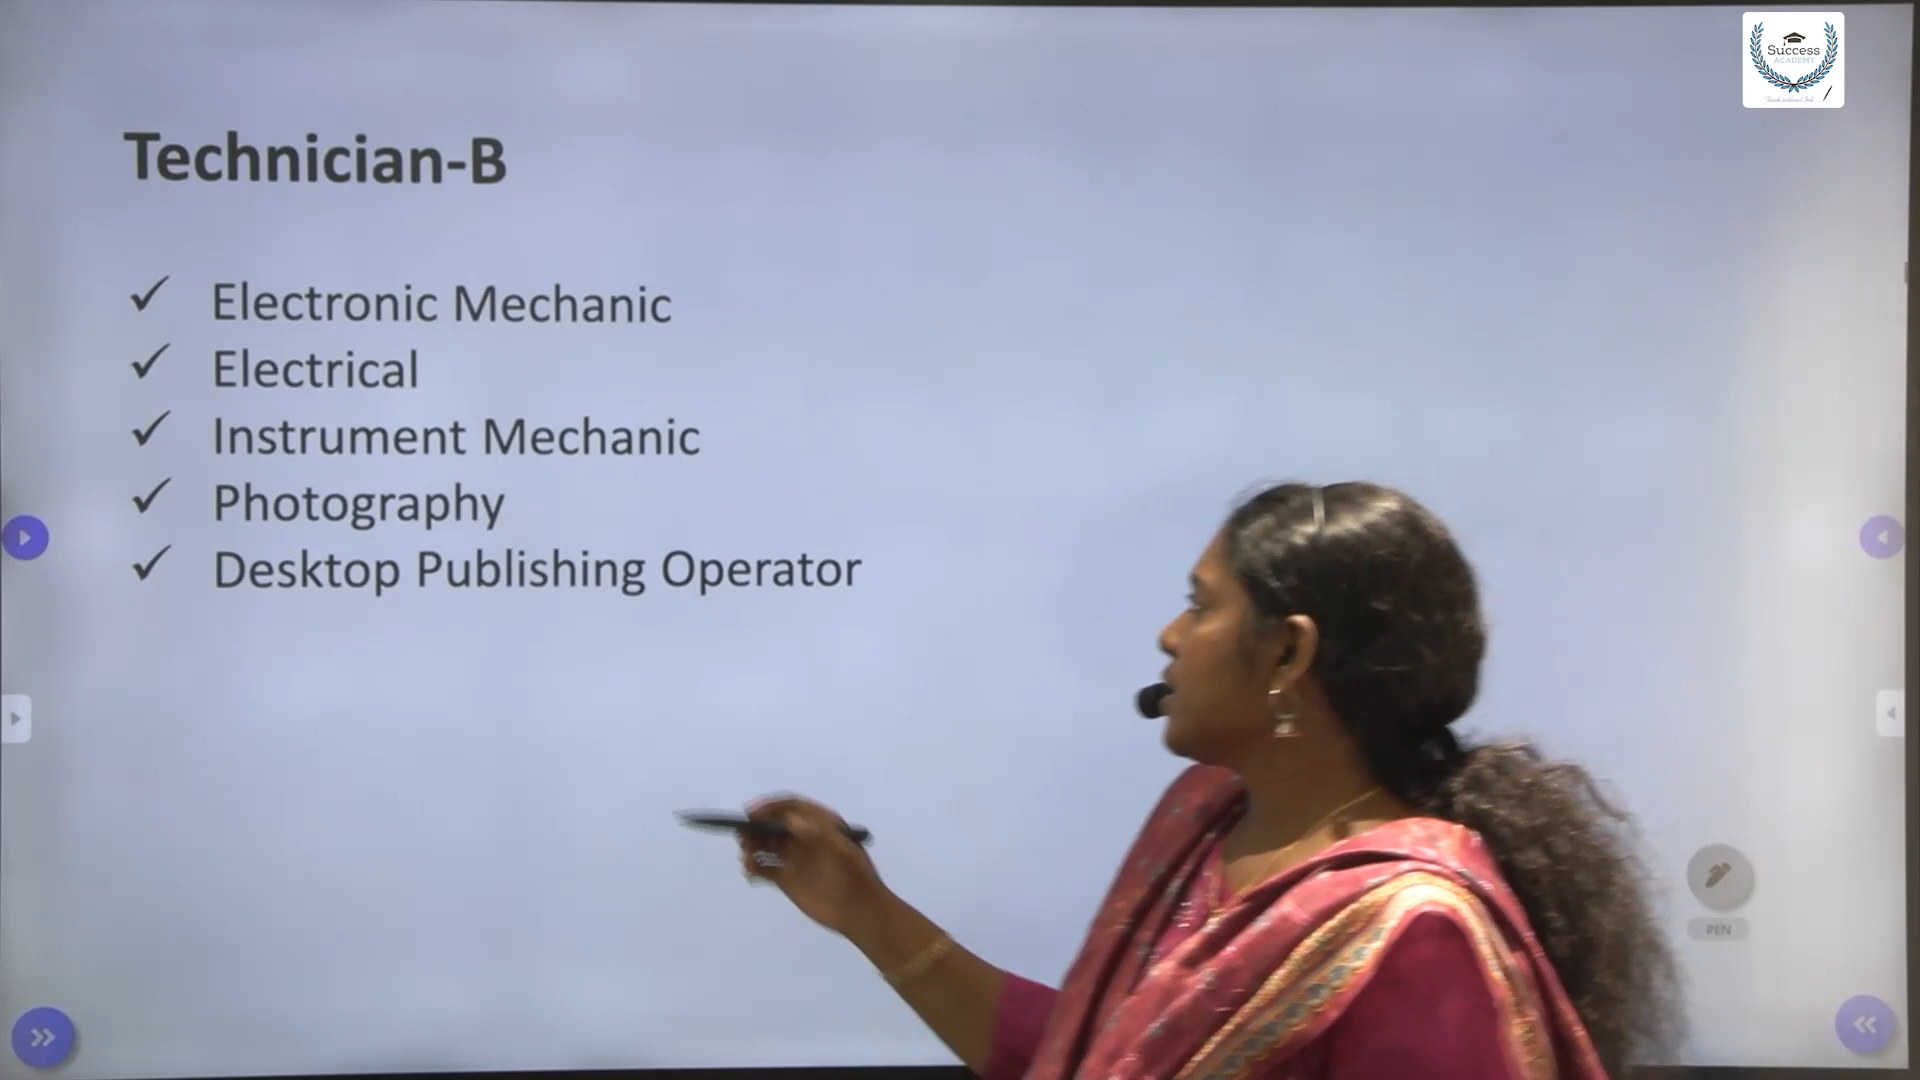 Success
ACADEMY
Technician-B
✓ Electronic Mechanic
✓ Electrical
✓ Instrument Mechanic
✓ Photography
✓ Desktop Publishing Operator
PEN